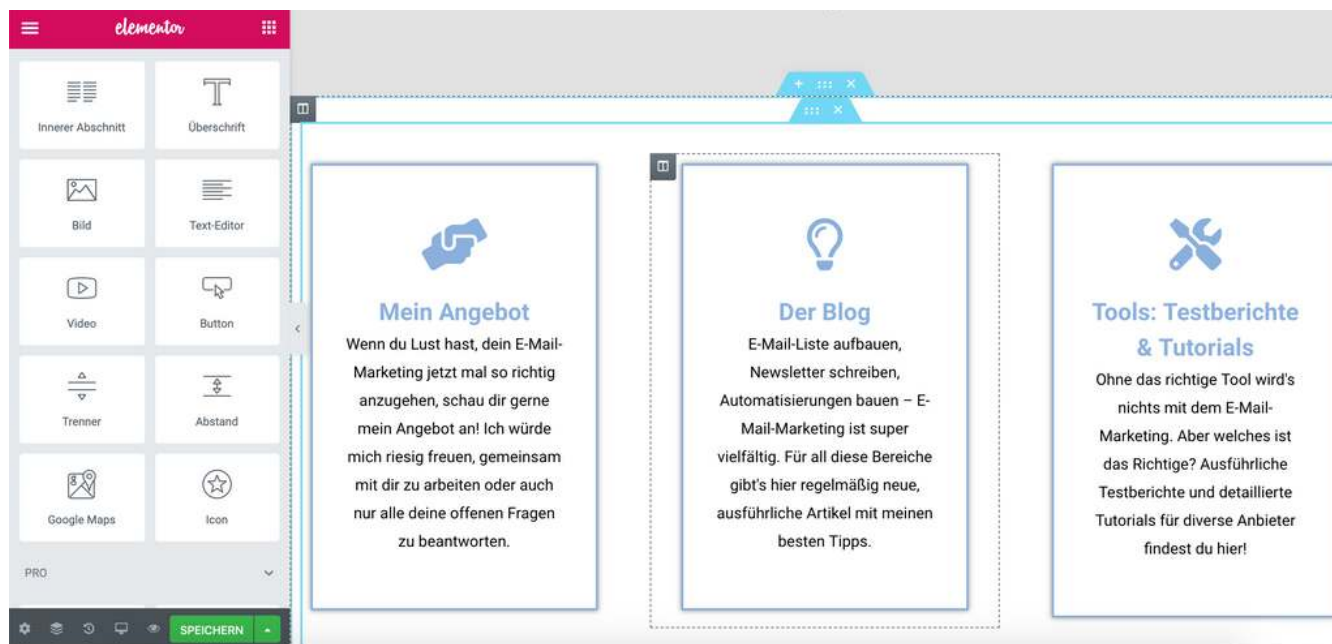 elementor
Innerer Abschnitt
Überschrift
Bild
Text-Editor
Video
Button
Trenner
Abstand
Google Maps
Icon
PRO
SPEICHERN
Mein Angebot
Wenn du Lust hast, dein E-Mail-
Marketing jetzt mal so richtig
anzugehen, schau dir gerne
mein Angebot an! Ich würde
mich riesig freuen, gemeinsam
mit dir zu arbeiten oder auch
nur alle deine offenen Fragen
zu beantworten.
Der Blog
E-Mail-Liste aufbauen,
Newsletter schreiben,
Automatisierungen bauen – E-
Mail-Marketing ist super
vielfältig. Für all diese Bereiche
gibt's hier regelmäßig neue,
ausführliche Artikel mit meinen
besten Tipps.
Tools: Testberichte
& Tutorials
Ohne das richtige Tool wird's
nichts mit dem E-Mail-
Marketing. Aber welches ist
das Richtige? Ausführliche
Testberichte und detaillierte
Tutorials für diverse Anbieter
findest du hier!